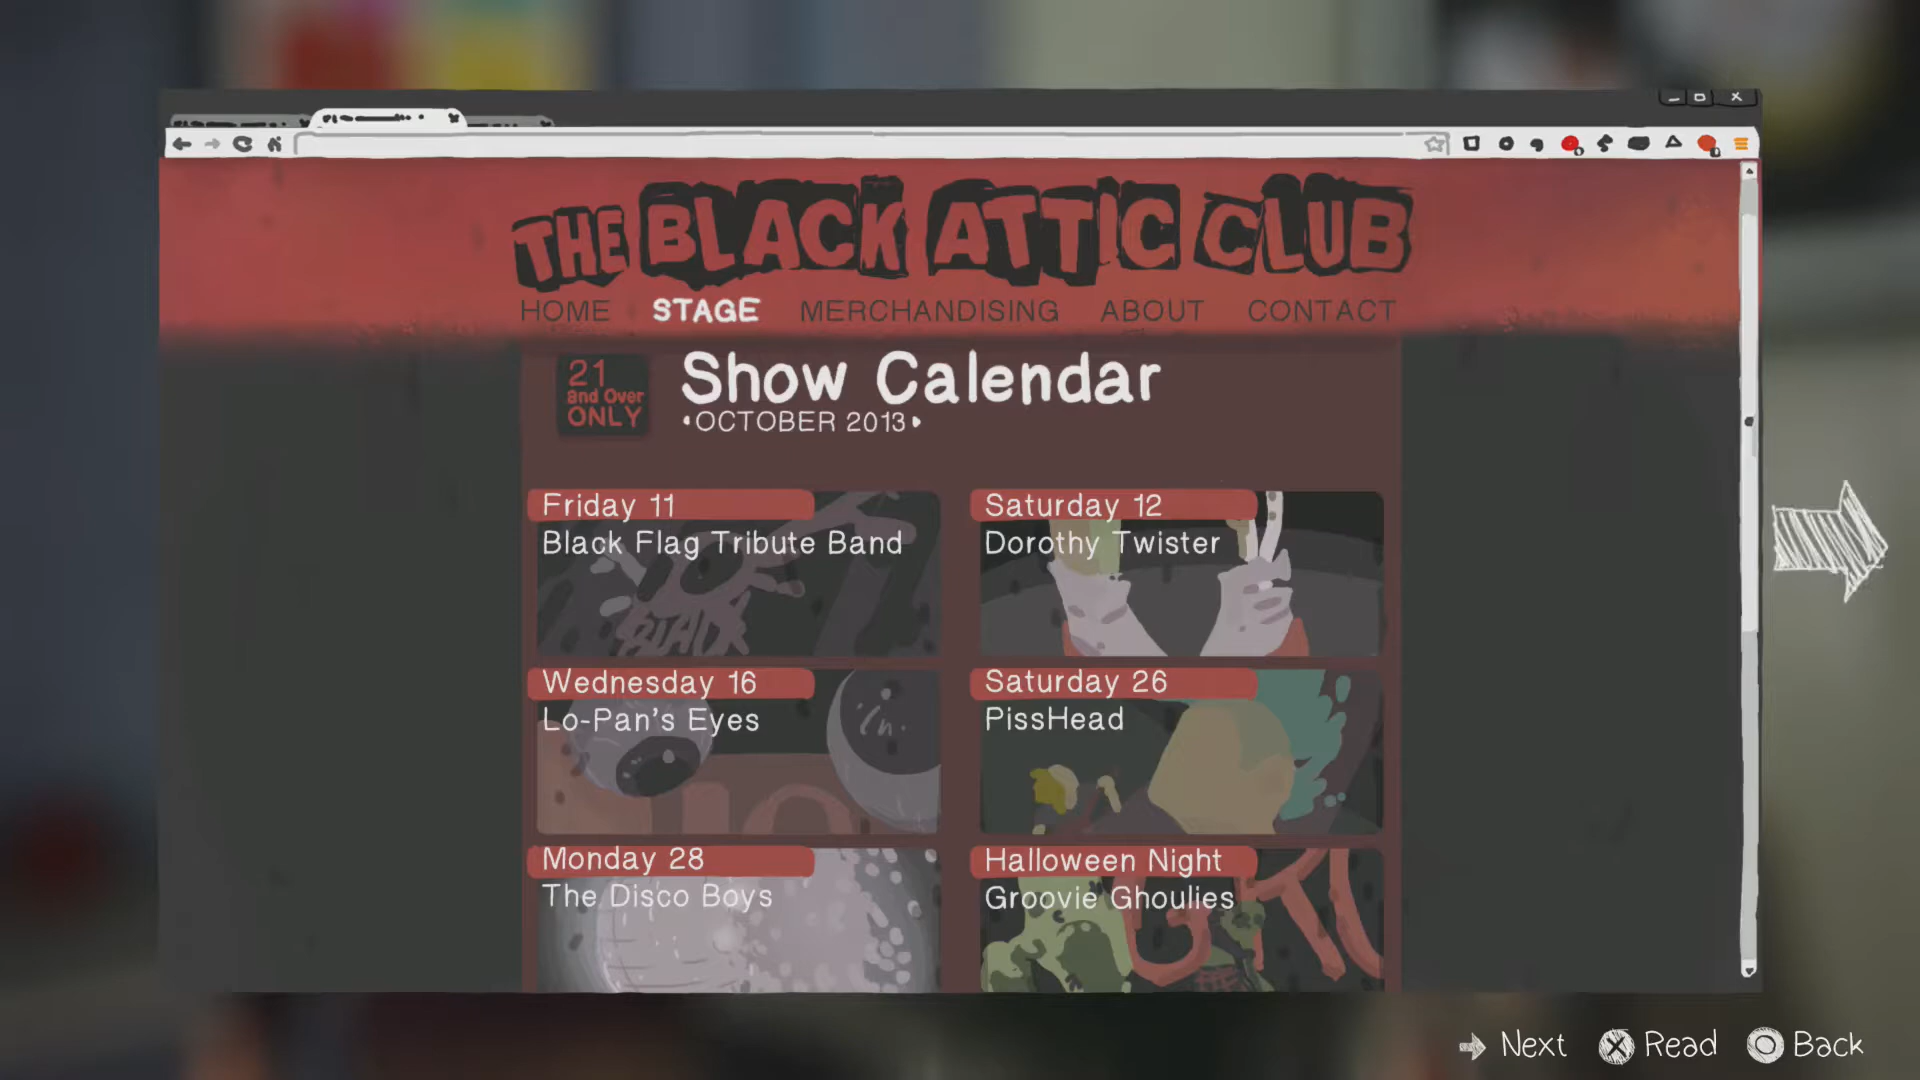 THE BLACK ATTIC CLUB
HOME STAGE MERCHANDISING ABOUT CONTACT
21
and Over
ONLY
Show Calendar
OCTOBER 2013
Friday 11
Black Flag Tribute Band
BLACK
Saturday 12
Dorothy Twister
Wednesday 16
Lo-Pan's Eyes
Saturday 26
PissHead
Monday 28
The Disco Boys
Halloween Night
Groovie Ghoulies
Next Read Back